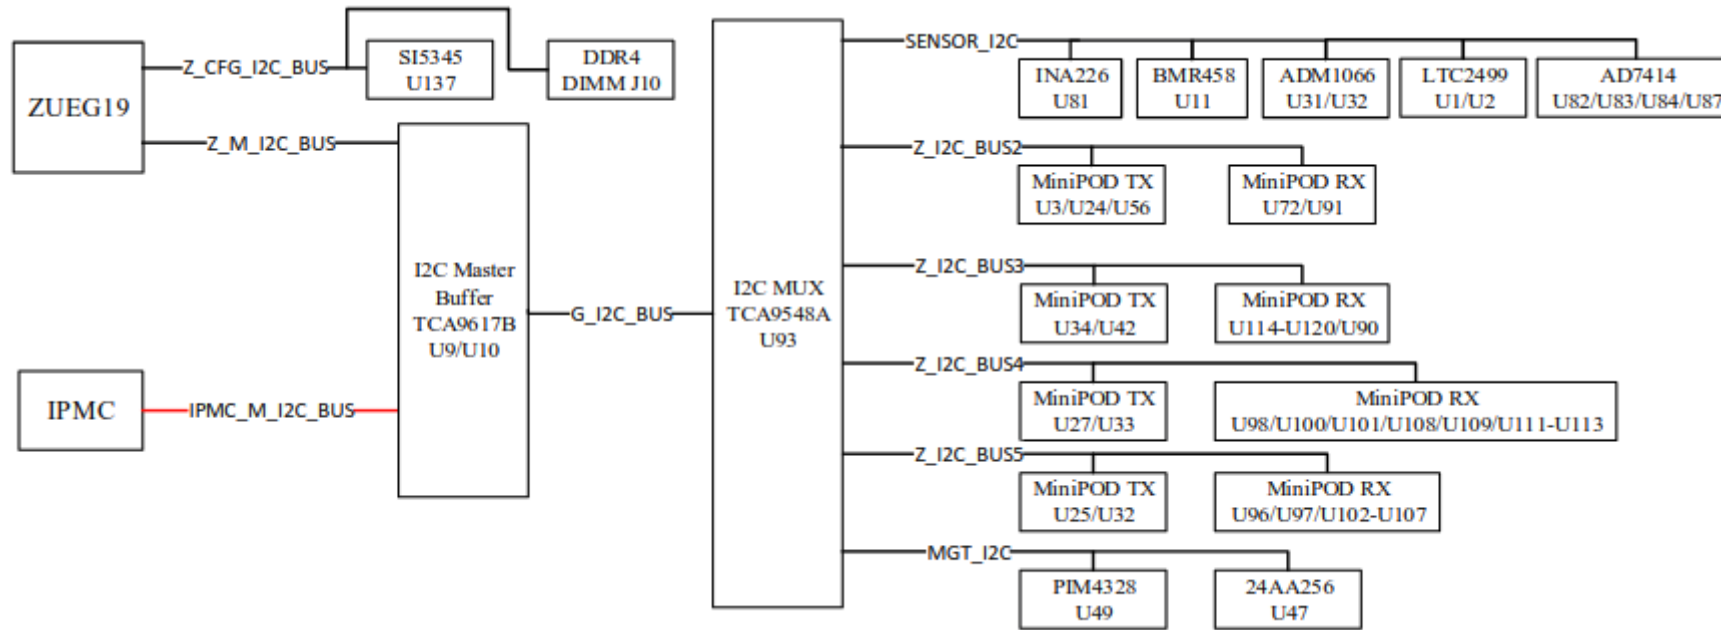 ZUEG19
Z_CFG_I2C_BUS
SI5345
U137
DDR4
DIMM J10
Z_M_I2C_BUS
I2C Master
Buffer
TCA9617B
U9/U10
IPMC
IPMC_M_I2C_BUS
G_I2C_BUS
I2C MUX
TCA9548A
U93
SENSOR_I2C
INA226
U81
BMR458
U11
ADM1066
U31/U32
LTC2499
U1/U2
AD7414
U82/U83/U84/U87
Z_I2C_BUS2
MiniPOD TX
U3/U24/U56
MiniPOD RX
U72/U91
Z_I2C_BUS3
MiniPOD TX
U34/U42
MiniPOD RX
U114-U120/U90
Z_I2C_BUS4
MiniPOD TX
U27/U33
MiniPOD RX
U98/U100/U101/U108/U109/U111-U113
Z_I2C_BUS5
MiniPOD TX
U25/U32
MiniPOD RX
U96/U97/U102-U107
MGT_I2C
PIM4328
U49
24AA256
U47